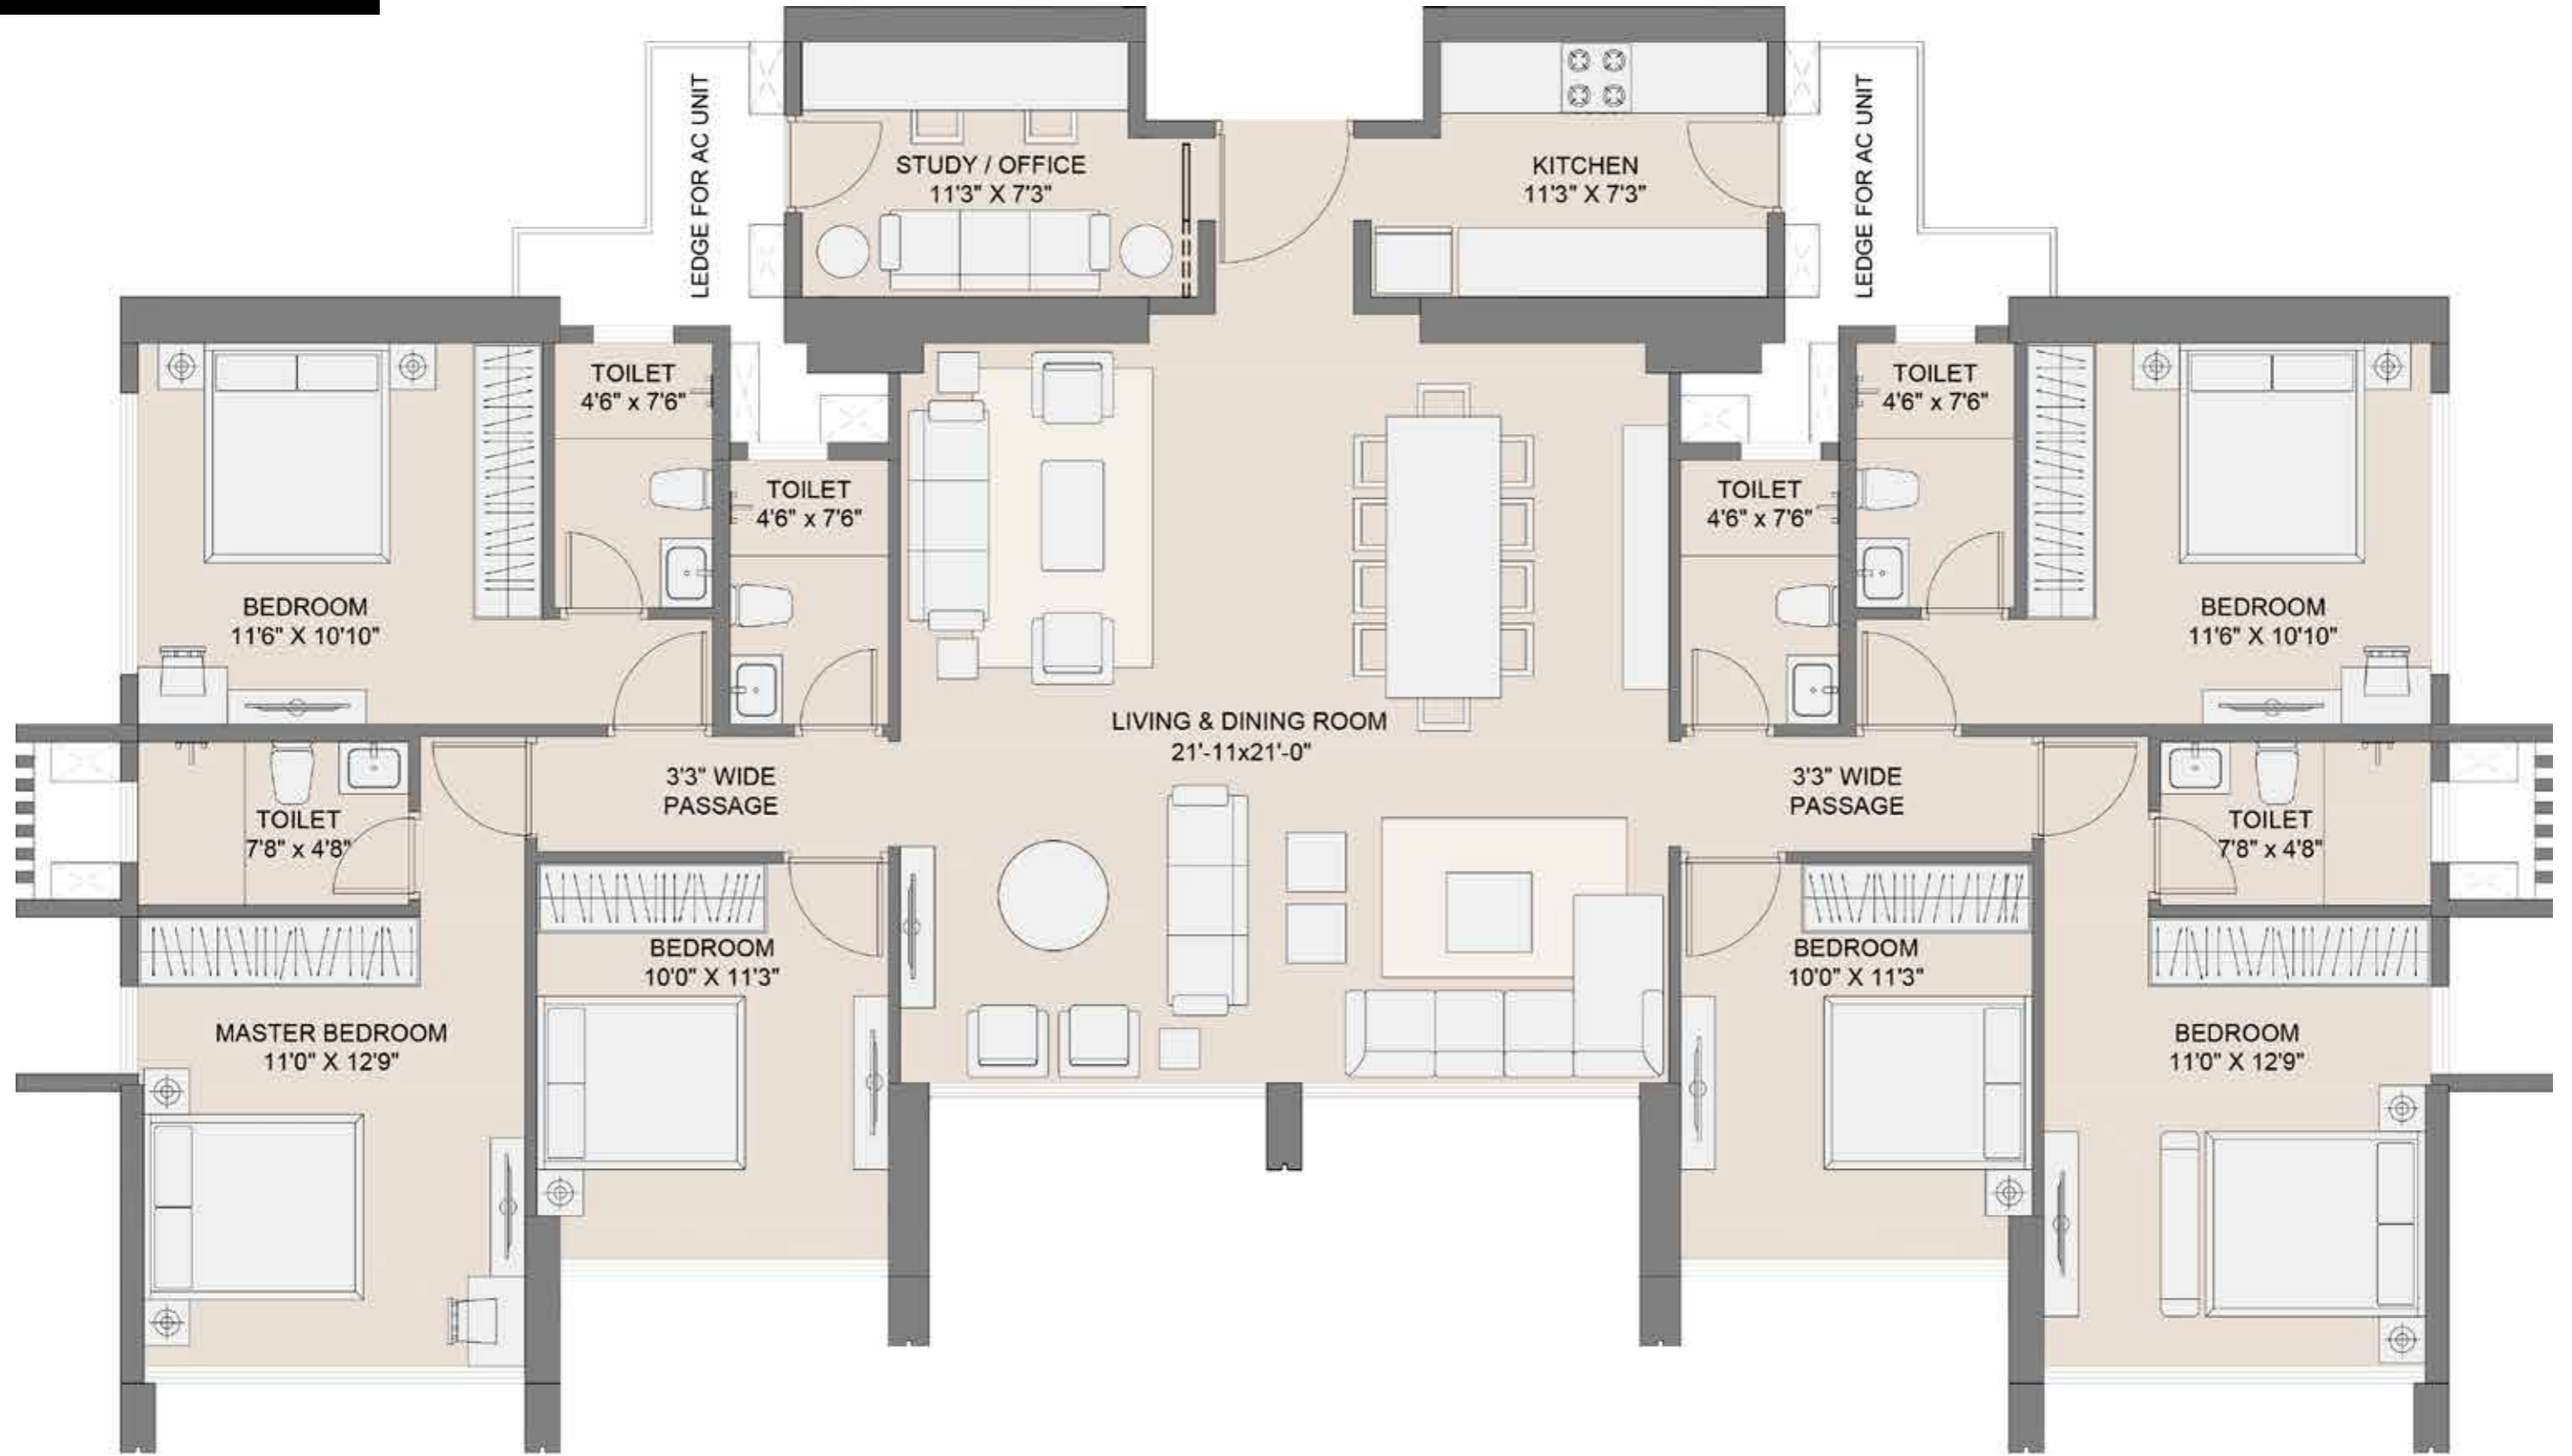 LEDGE FOR AC UNIT
STUDY / OFFICE
11'3" X 7'3"
KITCHEN
11'3" X 7'3"
LEDGE FOR AC UNIT
BEDROOM
11'6" X 10'10"
TOILET
4'6" x 7'6"
TOILET
4'6" x 7'6"
TOILET
4'6" x 7'6"
TOILET
4'6" x 7'6"
BEDROOM
11'6" X 10'10"
LIVING & DINING ROOM
21'-11x21'-0"
TOILET
7'8" x 4'8"
3'3" WIDE
PASSAGE
3'3" WIDE
PASSAGE
TOILET
7'8" x 4'8"
MASTER BEDROOM
11'0" X 12'9"
BEDROOM
10'0" X 11'3"
BEDROOM
10'0" X 11'3"
BEDROOM
11'0" X 12'9"